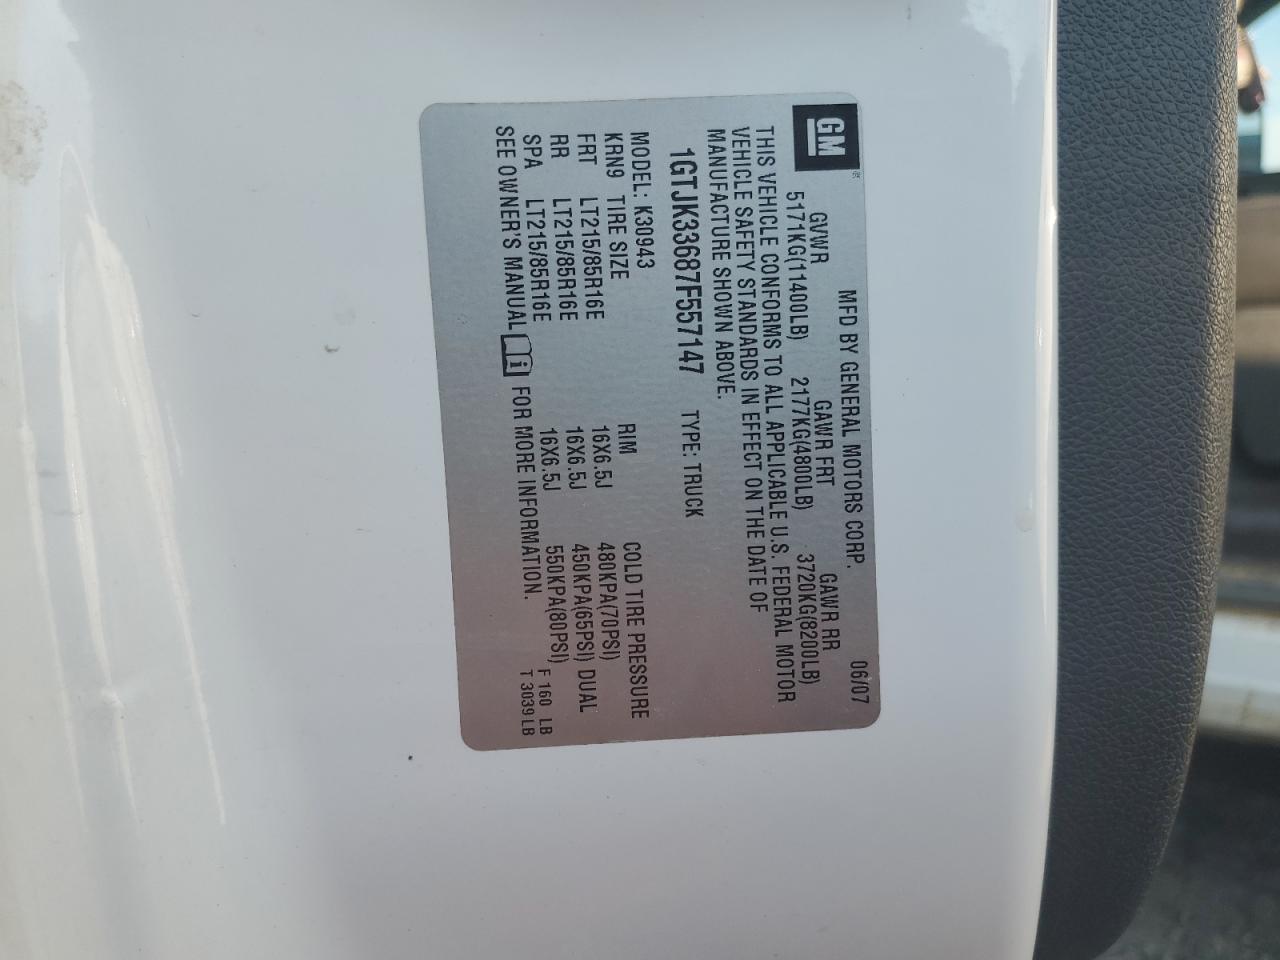 GM
MFD BY GENERAL MOTORS CORP. 06/07
GVWR GAWR FRT GAWR RR
5171KG(11400LB) 2177KG(4800LB) 3720KG(8200LB)
THIS VEHICLE CONFORMS TO ALL APPLICABLE U.S. FEDERAL MOTOR
VEHICLE SAFETY STANDARDS IN EFFECT ON THE DATE OF
MANUFACTURE SHOWN ABOVE.
1GTJK33687F557147 TYPE: TRUCK
MODEL: K30943
KRN9 TIRE SIZE RIM COLD TIRE PRESSURE
FRT LT215/85R16E 16X6.5J 480KPA(70PSI)
RR LT215/85R16E 16X6.5J 450KPA(65PSI) DUAL
SPA LT215/85R16E 16X6.5J 550KPA(80PSI) F 160 LB
SEE OWNER'S MANUAL i FOR MORE INFORMATION. T 3039 LB